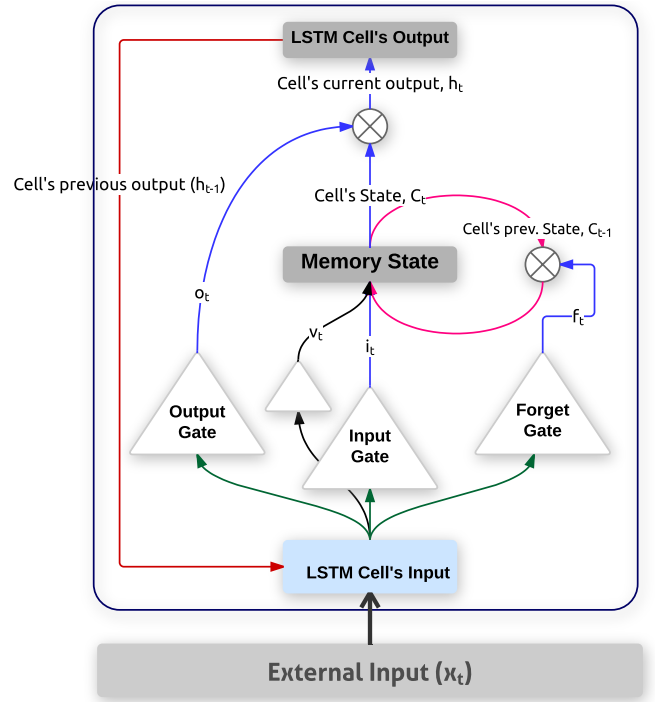 LSTM Cell's Output
Cell's current output, hₜ
Cell's previous output (hₜ₋₁)
Cell's State, Cₜ
Cell's prev. State, Cₜ₋₁
Memory State
oₜ
vₜ
iₜ
fₜ
Output
Gate
Input
Gate
Forget
Gate
LSTM Cell's Input
External Input (xₜ)